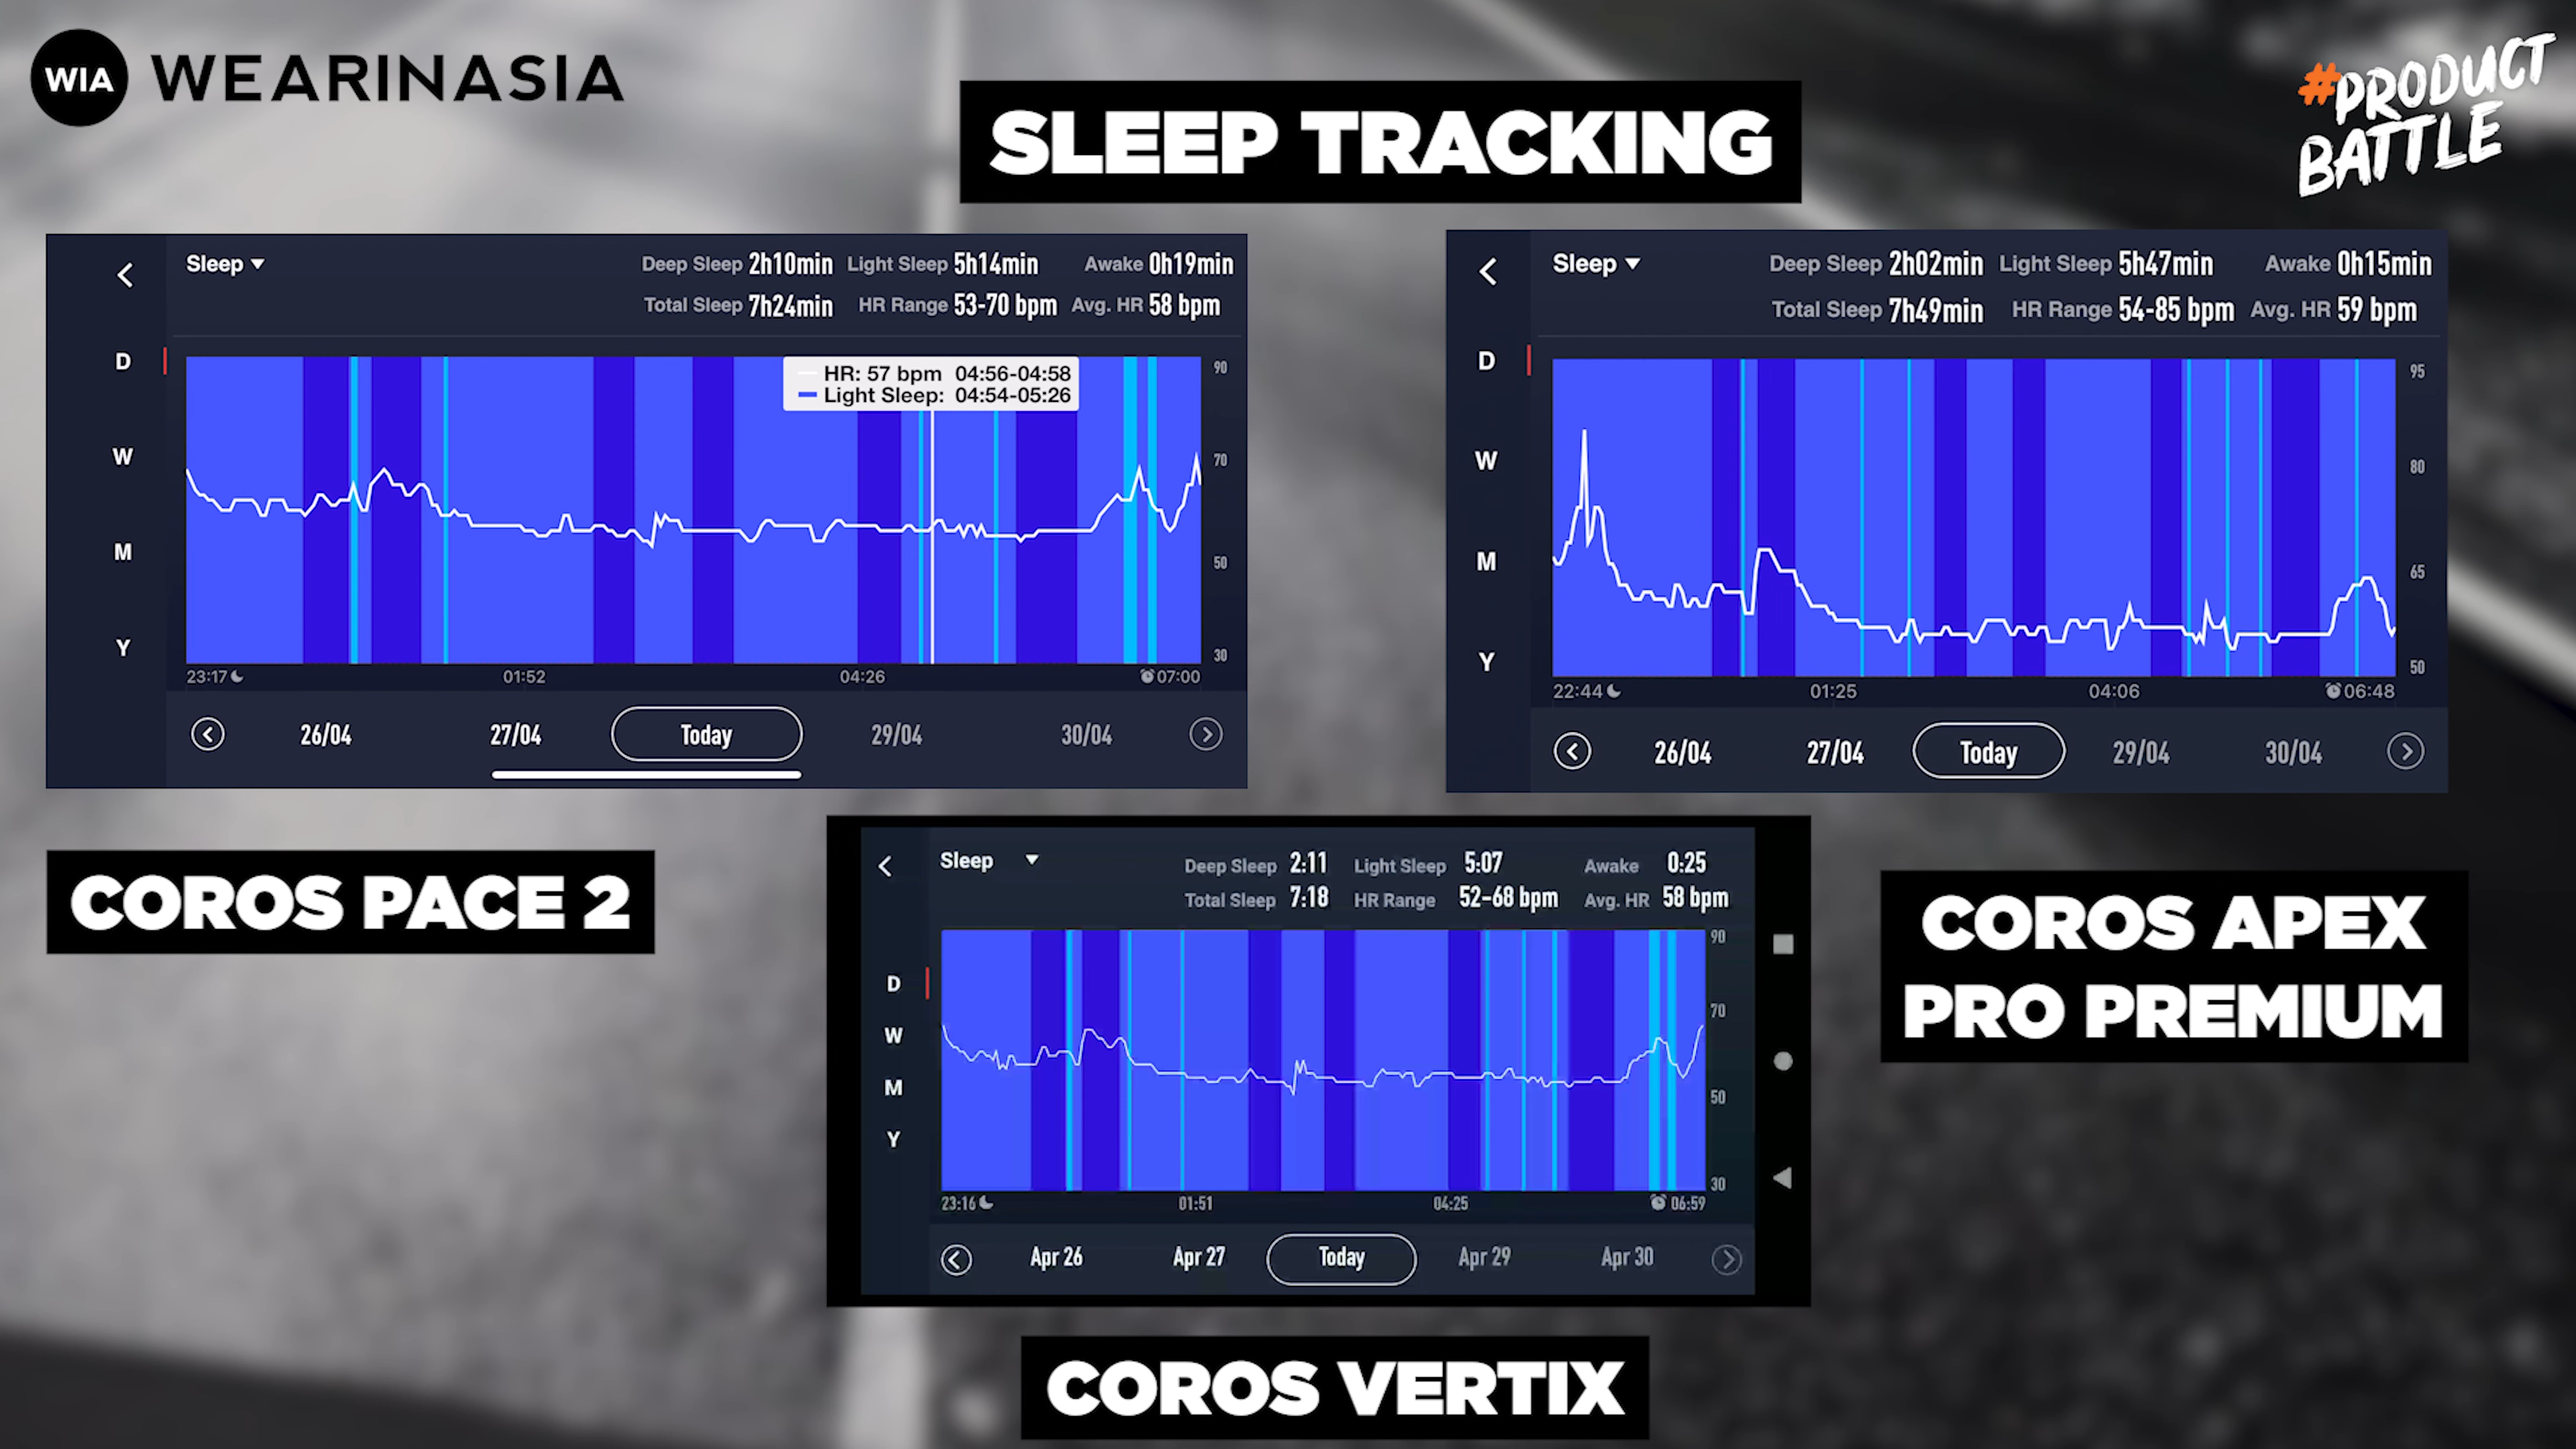 WIA WEARINASIA
#PRODUCT
BATTLE
SLEEP TRACKING
Sleep
Deep Sleep 2h10min Light Sleep 5h14min Awake 0h19min
Total Sleep 7h24min HR Range 53-70 bpm Avg. HR 58 bpm
HR: 57 bpm 04:56-04:58
Light Sleep: 04:54-05:26
D
W
M
Y
90
70
50
30
23:17 01:52 04:26 07:00
26/04 27/04 Today 29/04 30/04
COROS PACE 2
Sleep
Deep Sleep 2h02min Light Sleep 5h47min Awake 0h15min
Total Sleep 7h49min HR Range 54-85 bpm Avg. HR 59 bpm
D
W
M
Y
95
80
65
50
22:44 01:25 04:06 06:48
26/04 27/04 Today 29/04 30/04
COROS APEX
PRO PREMIUM
Sleep
Deep Sleep 2:11 Light Sleep 5:07 Awake 0:25
Total Sleep 7:18 HR Range 52-68 bpm Avg. HR 58 bpm
D
W
M
Y
90
70
50
30
23:16 01:51 04:25 06:59
Apr 26 Apr 27 Today Apr 29 Apr 30
COROS VERTIX